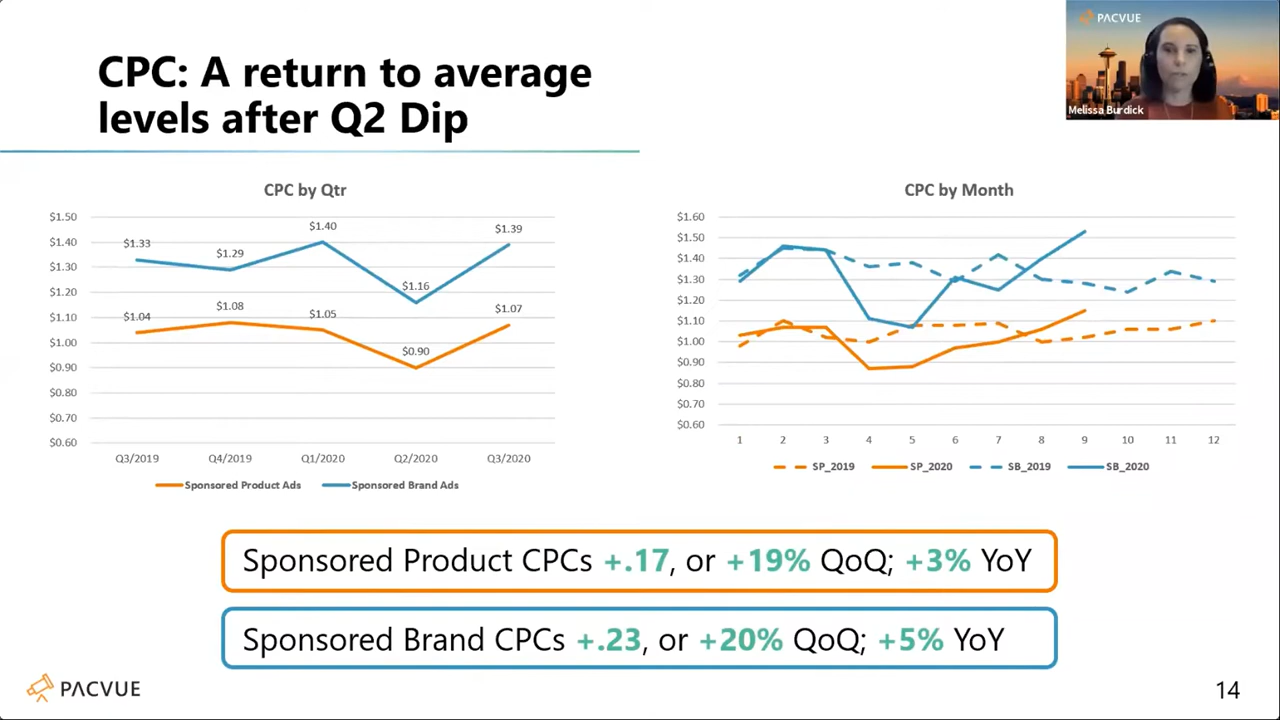 PACVUE
Melissa Burdick
CPC: A return to average
levels after Q2 Dip
CPC by Qtr
$1.50
$1.40
$1.30
$1.20
$1.10
$1.00
$0.90
$0.80
$0.70
$0.60
$1.33
$1.29
$1.40
$1.16
$1.39
$1.04
$1.08
$1.05
$0.90
$1.07
Q3/2019 Q4/2019 Q1/2020 Q2/2020 Q3/2020
Sponsored Product Ads Sponsored Brand Ads
CPC by Month
$1.60
$1.50
$1.40
$1.30
$1.20
$1.10
$1.00
$0.90
$0.80
$0.70
$0.60
1 2 3 4 5 6 7 8 9 10 11 12
SP_2019 SP_2020 SB_2019 SB_2020
Sponsored Product CPCs +.17, or +19% QoQ; +3% YoY
Sponsored Brand CPCs +.23, or +20% QoQ; +5% YoY
PACVUE
14